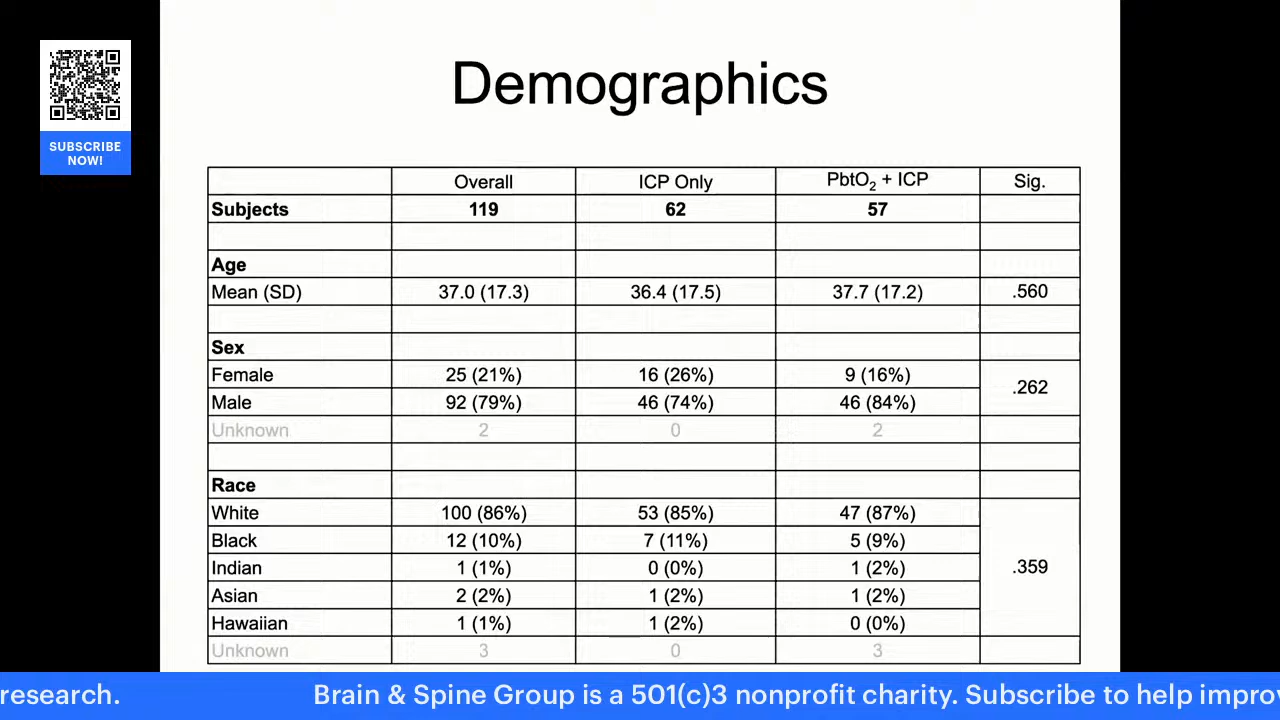 SUBSCRIBE
NOW!
Demographics
Overall ICP Only PbtO₂ + ICP Sig.
Subjects 119 62 57
Age
Mean (SD) 37.0 (17.3) 36.4 (17.5) 37.7 (17.2) .560
Sex
Female 25 (21%) 16 (26%) 9 (16%)
.262
Male 92 (79%) 46 (74%) 46 (84%)
Unknown 2 0 2
Race
White 100 (86%) 53 (85%) 47 (87%)
Black 12 (10%) 7 (11%) 5 (9%)
Indian 1 (1%) 0 (0%) 1 (2%) .359
Asian 2 (2%) 1 (2%) 1 (2%)
Hawaiian 1 (1%) 1 (2%) 0 (0%)
Unknown 3 0 3
research. Brain & Spine Group is a 501(c)3 nonprofit charity. Subscribe to help improv